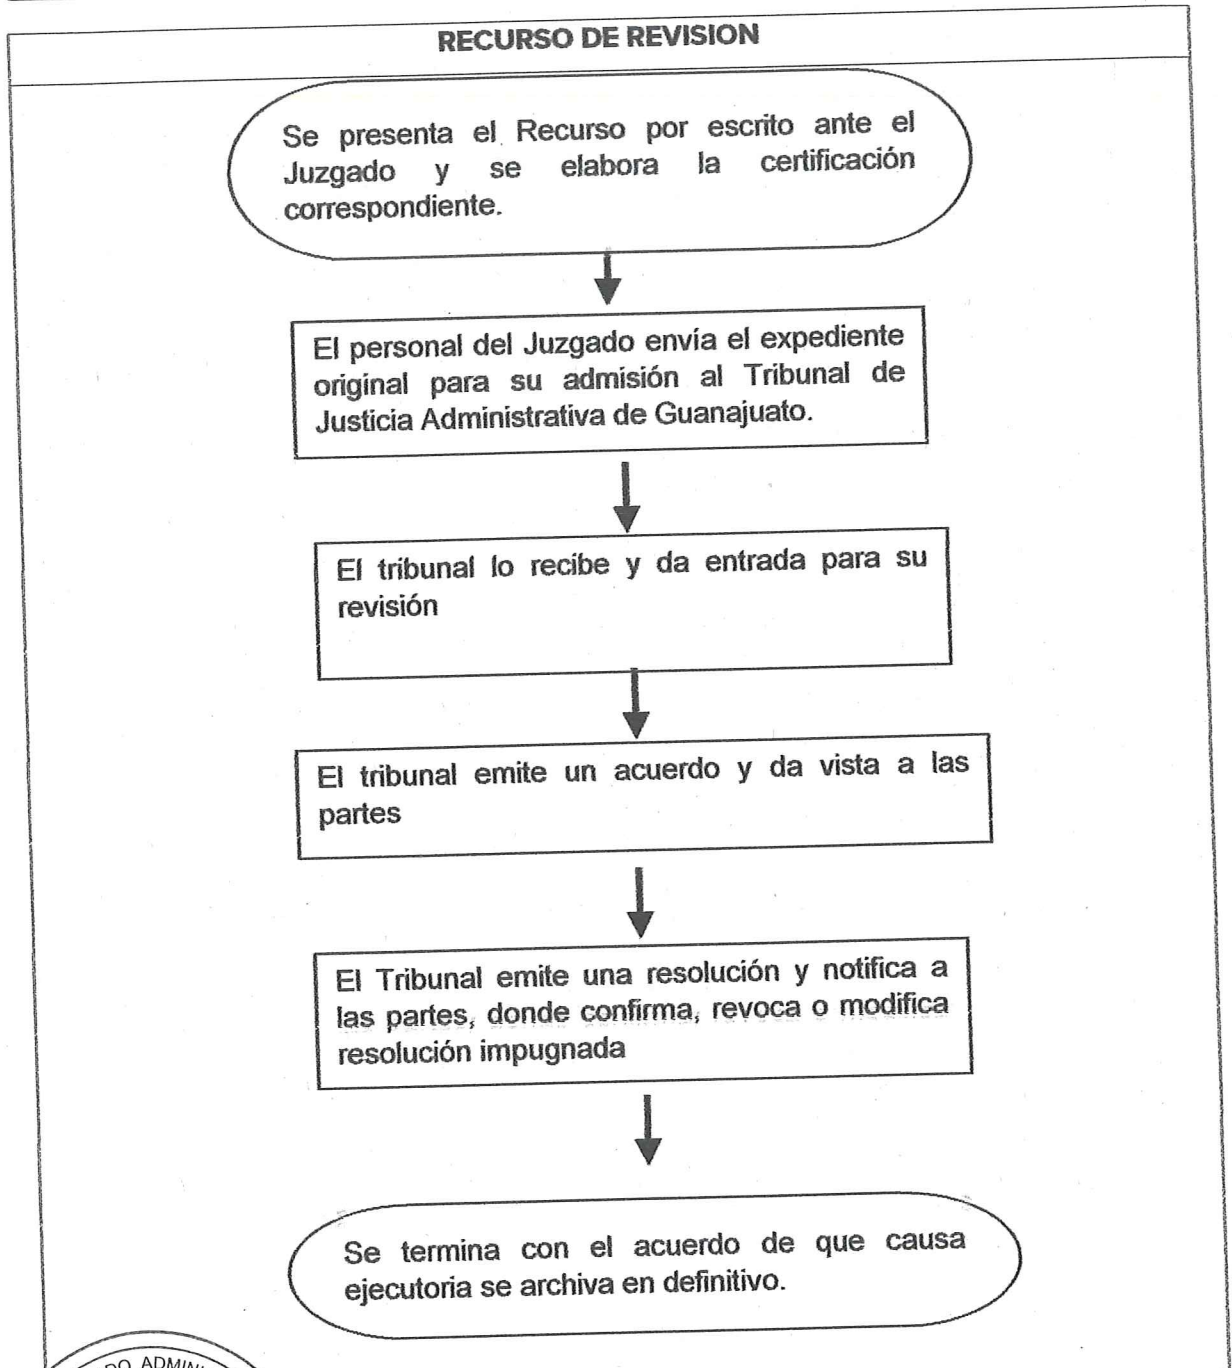 RECURSO DE REVISION
Se presenta el Recurso por escrito ante el
Juzgado y se elabora la certificación
correspondiente.
El personal del Juzgado envía el expediente
original para su admisión al Tribunal de
Justicia Administrativa de Guanajuato.
El tribunal lo recibe y da entrada para su
revisión
El tribunal emite un acuerdo y da vista a las
partes
El Tribunal emite una resolución y notifica a
las partes, donde confirma, revoca o modifica
resolución impugnada
Se termina con el acuerdo de que causa
ejecutoria se archiva en definitivo.